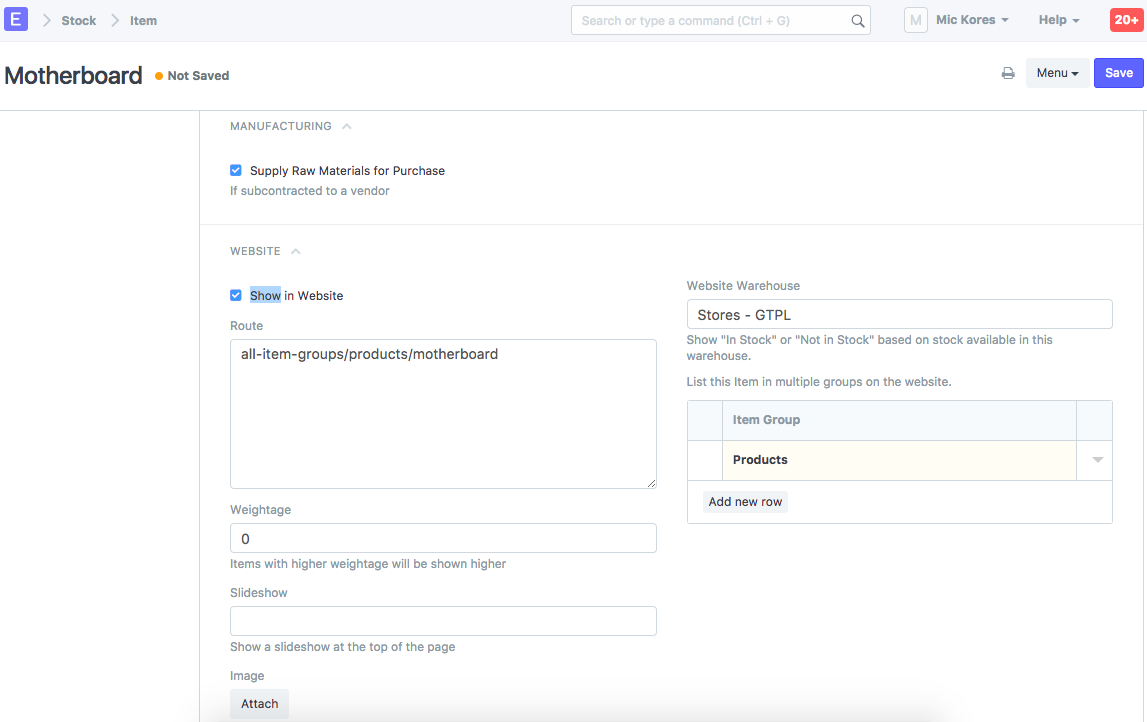 E Stock Item Search or type a command (Ctrl + G) M Mic Kores Help 20+
Motherboard Not Saved Menu Save
MANUFACTURING
Supply Raw Materials for Purchase
If subcontracted to a vendor
WEBSITE
Show in Website
Route
all-item-groups/products/motherboard
Weightage
0
Items with higher weightage will be shown higher
Slideshow
Show a slideshow at the top of the page
Image
Attach
Website Warehouse
Stores - GTPL
Show "In Stock" or "Not in Stock" based on stock available in this
warehouse.
List this Item in multiple groups on the website.
Item Group
Products
Add new row